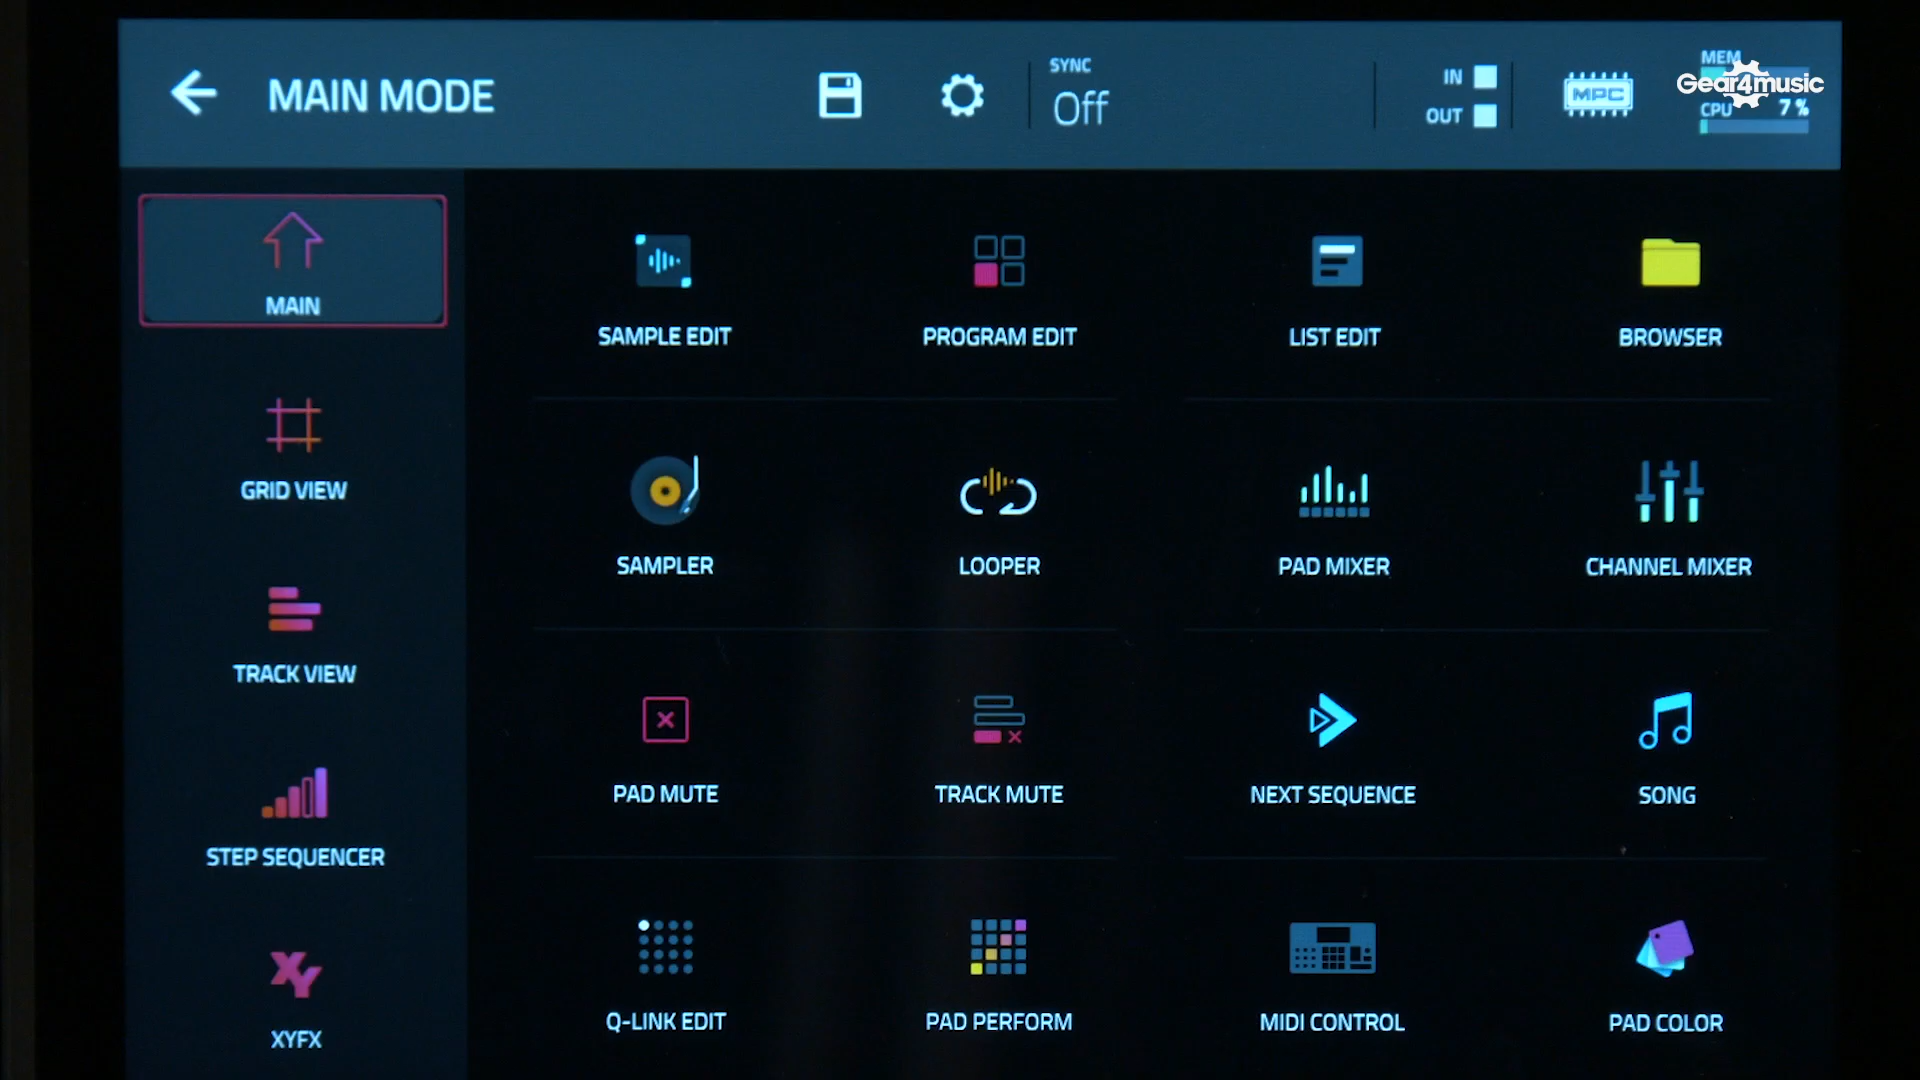 MAIN MODE
SYNC
Off
IN
OUT
MPC
MEM
Gear4music
CPU 7 %
MAIN
SAMPLE EDIT
PROGRAM EDIT
LIST EDIT
BROWSER
GRID VIEW
SAMPLER
LOOPER
PAD MIXER
CHANNEL MIXER
TRACK VIEW
PAD MUTE
TRACK MUTE
NEXT SEQUENCE
SONG
STEP SEQUENCER
XY
XYFX
Q-LINK EDIT
PAD PERFORM
MIDI CONTROL
PAD COLOR